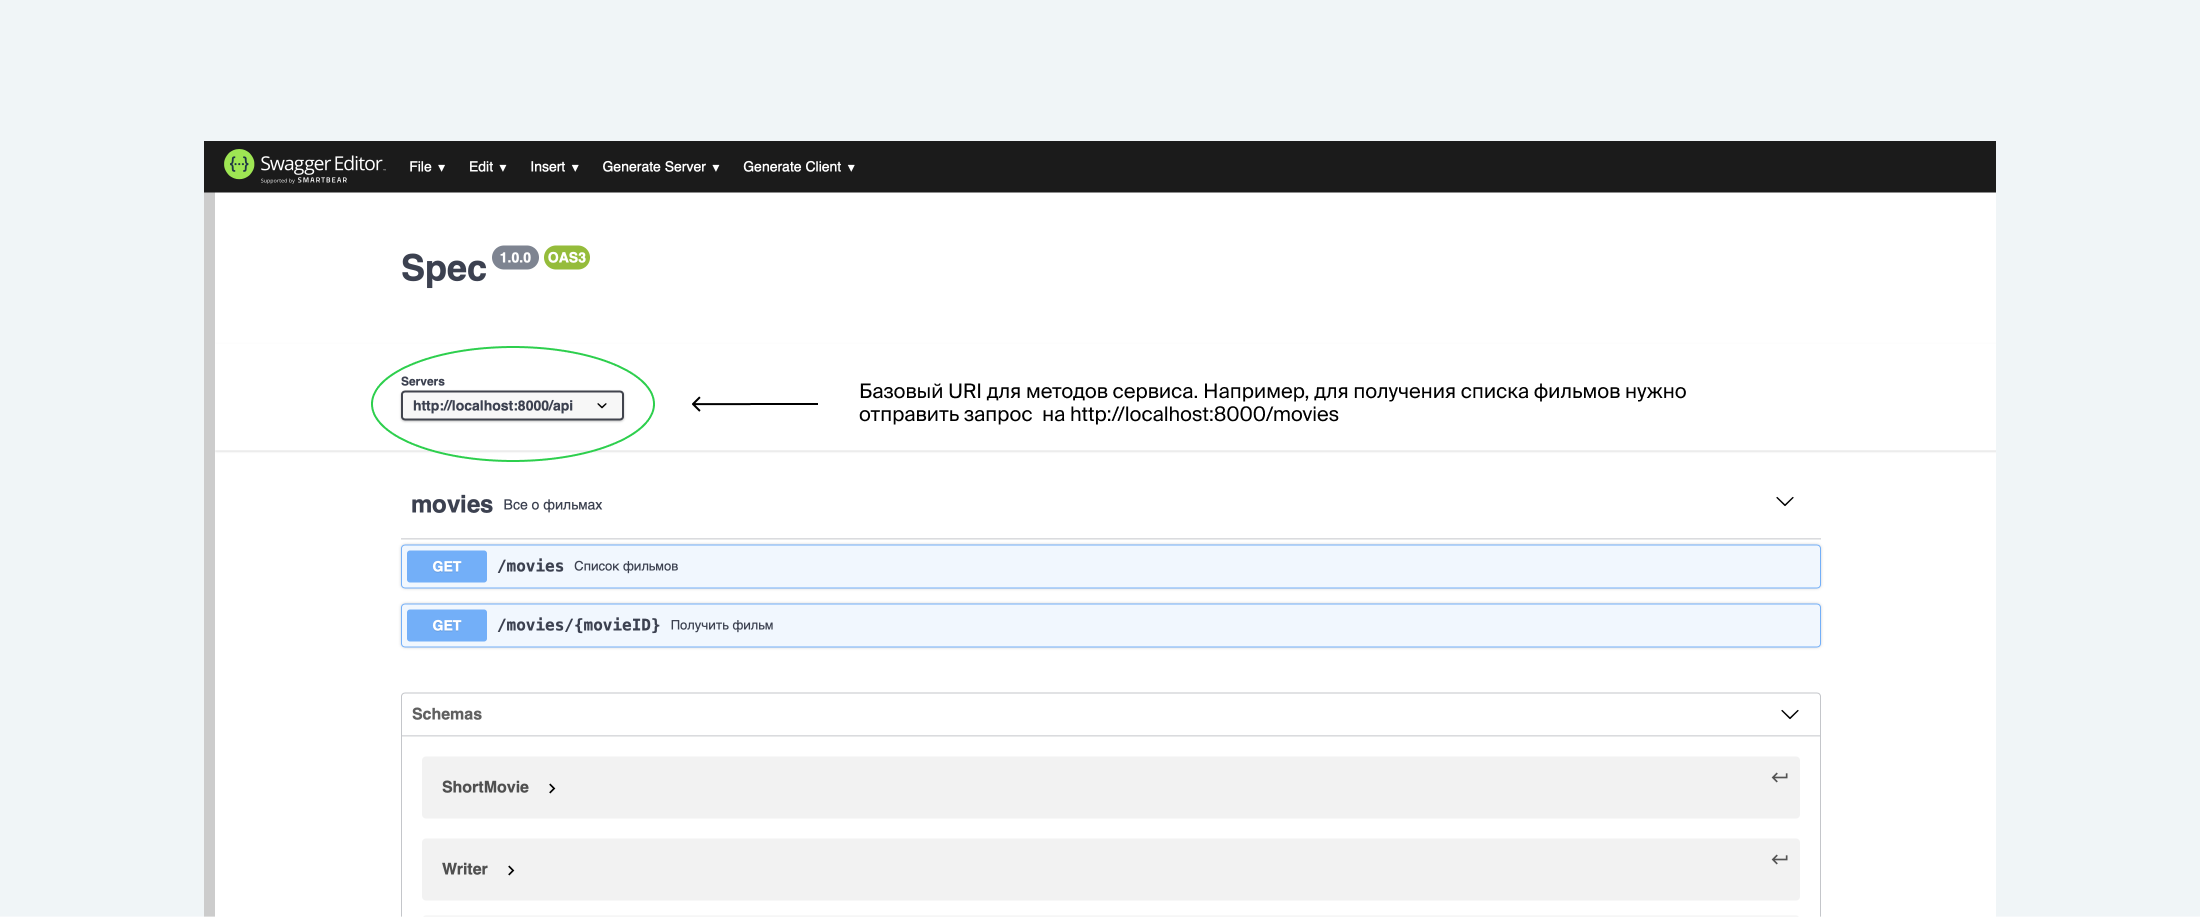 Swagger Editor
Supported by SMARTBEAR
File ▼ Edit ▼ Insert ▼ Generate Server ▼ Generate Client ▼
Spec 1.0.0 OAS3
Servers
http://localhost:8000/api
Базовый URI для методов сервиса. Например, для получения списка фильмов нужно
отправить запрос на http://localhost:8000/movies
movies Все о фильмах
GET /movies Список фильмов
GET /movies/{movieID} Получить фильм
Schemas
ShortMovie
Writer